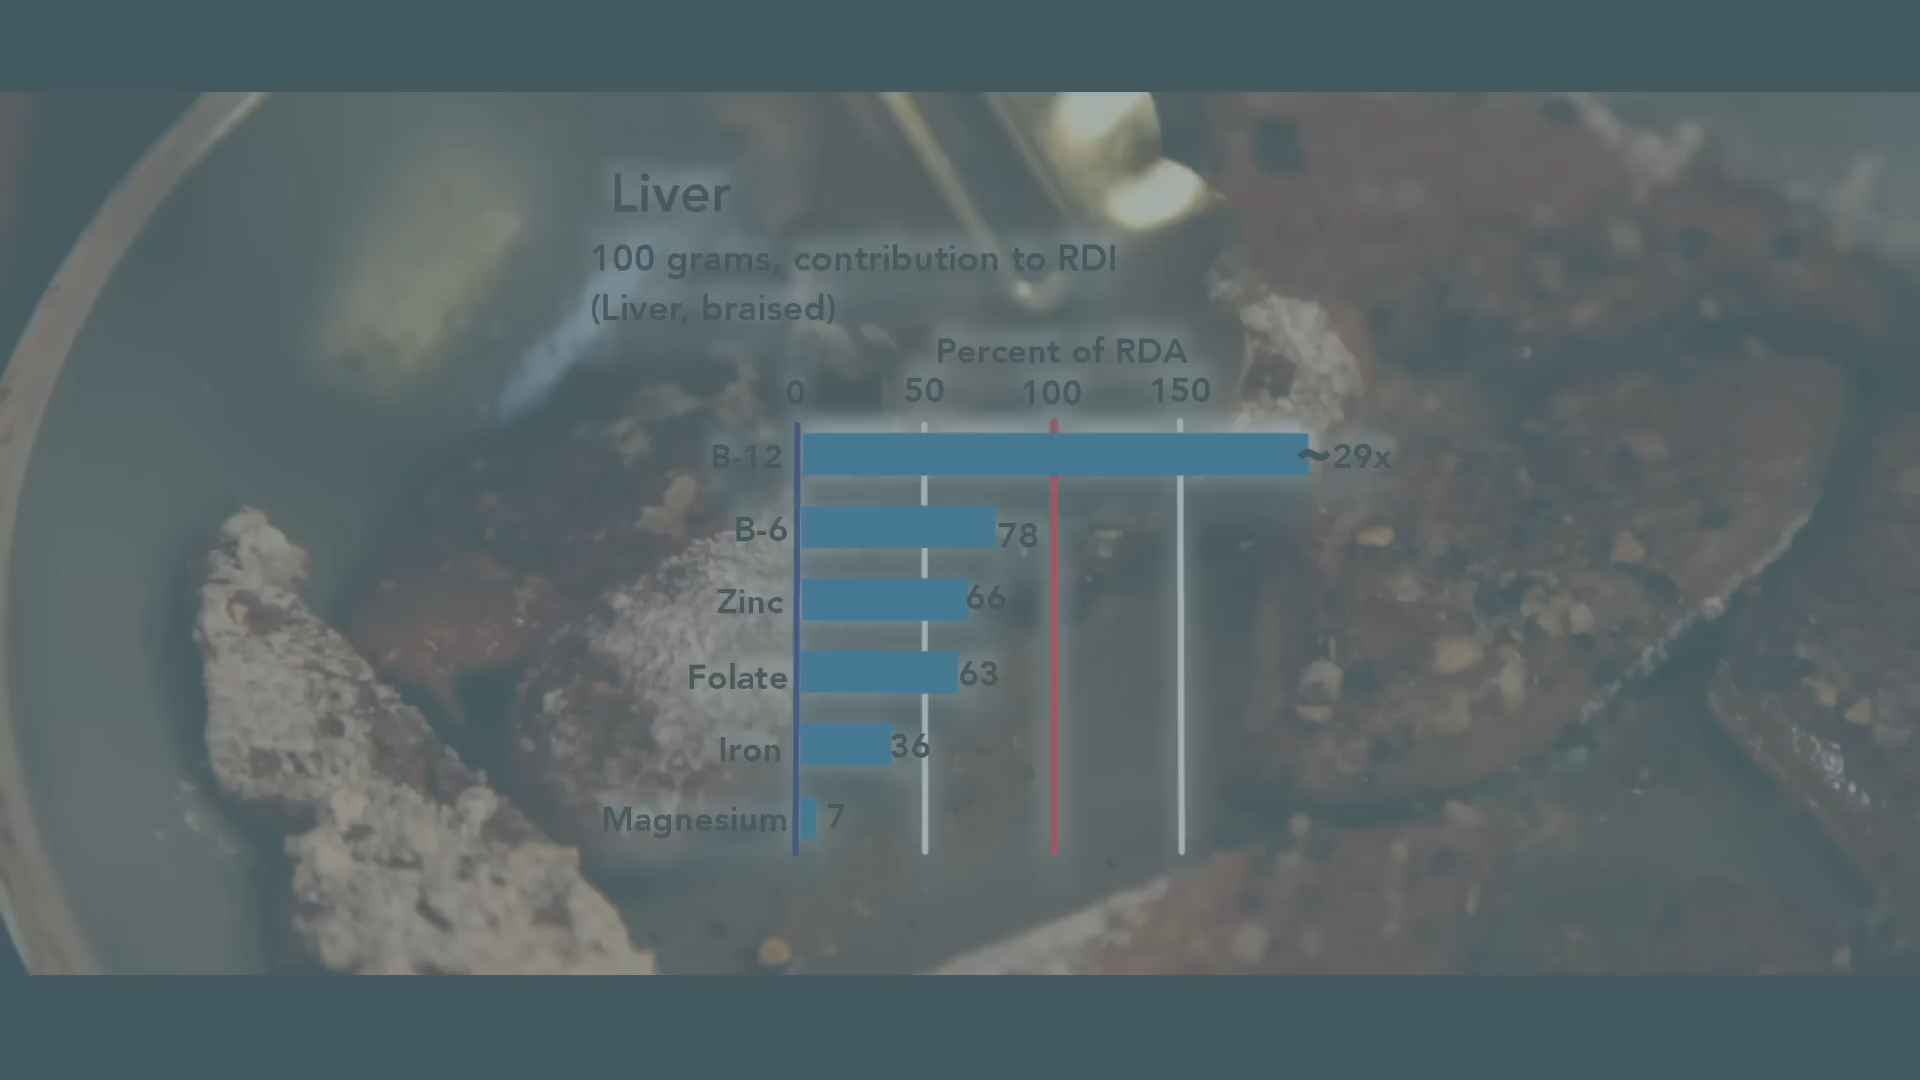 Liver
100 grams, contribution to RDI
(Liver, braised)
Percent of RDA
0 50 100 150
B-12 ~29x
B-6 78
Zinc 66
Folate 63
Iron 36
Magnesium 7